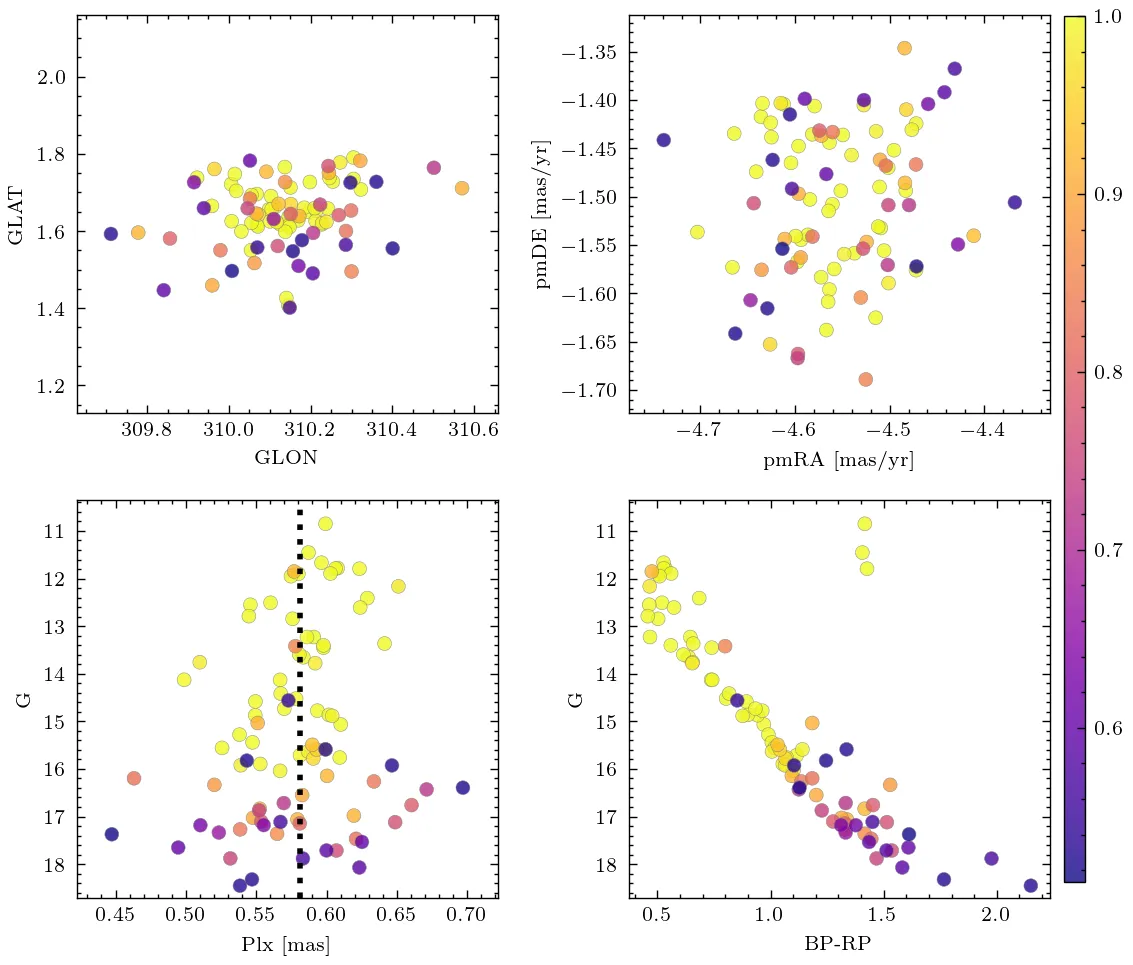 2.0
1.8
1.6
1.4
1.2
GLAT
309.8 310.0 310.2 310.4 310.6
GLON
−1.35
−1.40
−1.45
−1.50
−1.55
−1.60
−1.65
−1.70
pmDE [mas/yr]
−4.7 −4.6 −4.5 −4.4
pmRA [mas/yr]
1.0
0.9
0.8
0.7
0.6
11
12
13
14
15
16
17
18
G
0.45 0.50 0.55 0.60 0.65 0.70
Plx [mas]
11
12
13
14
15
16
17
18
G
0.5 1.0 1.5 2.0
BP-RP